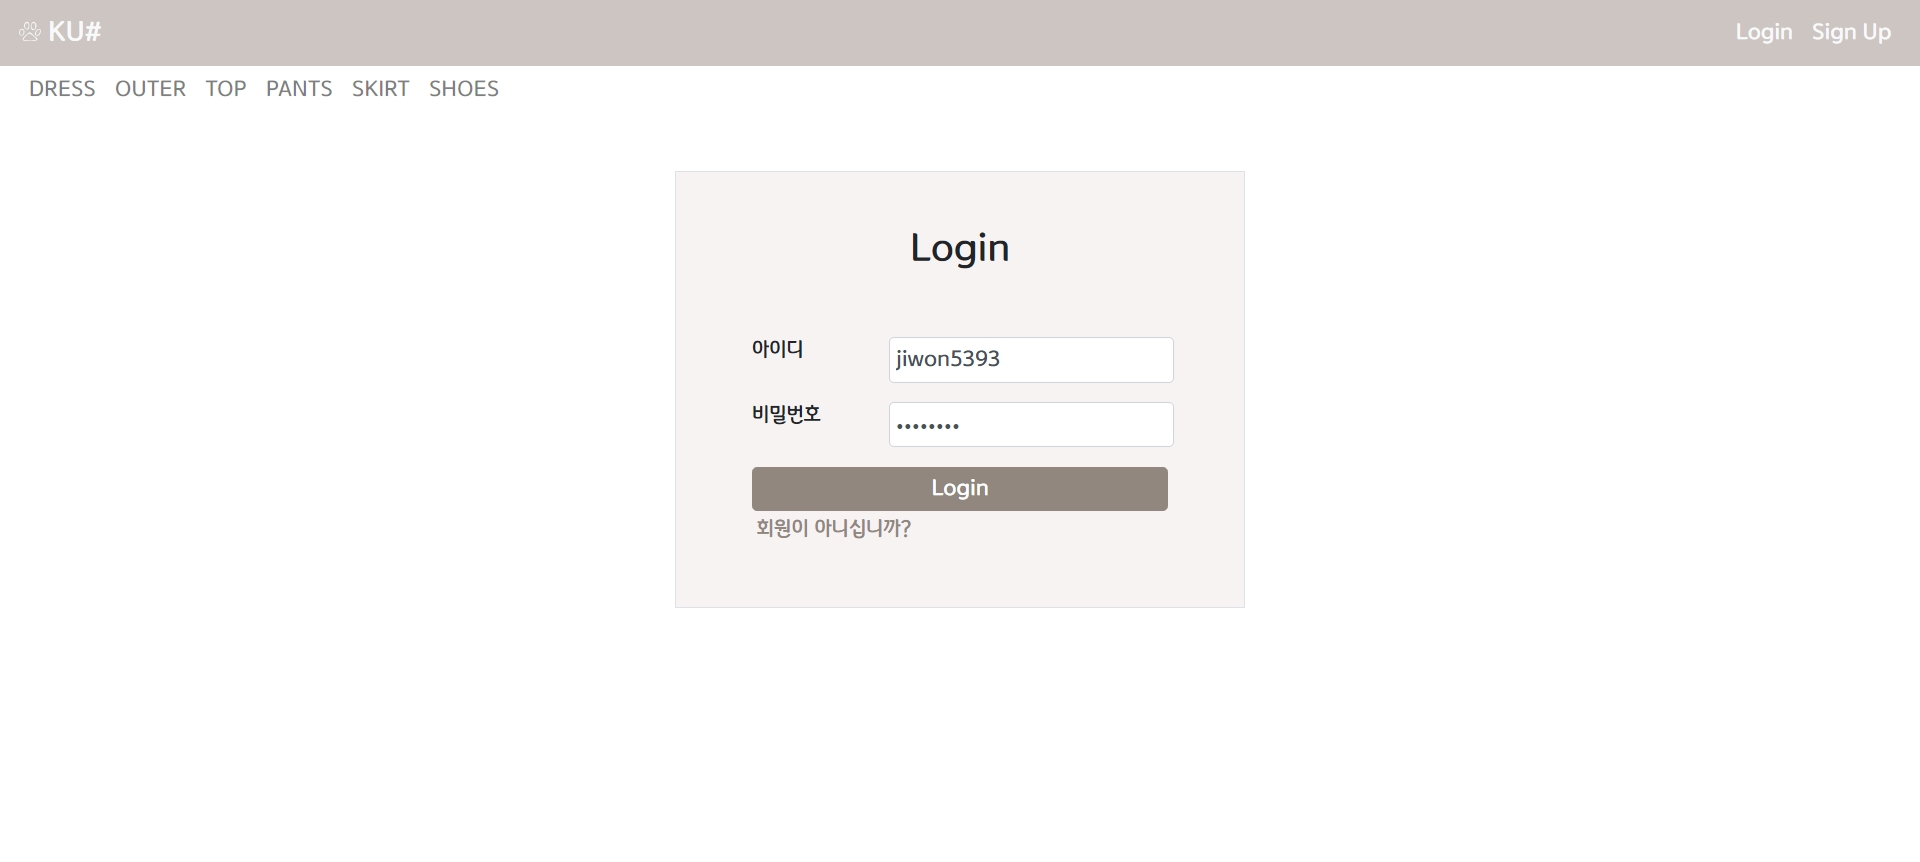 KU# Login Sign Up
DRESS OUTER TOP PANTS SKIRT SHOES
Login
아이디 jiwon5393
비밀번호 ••••••••
Login
회원이 아니십니까?